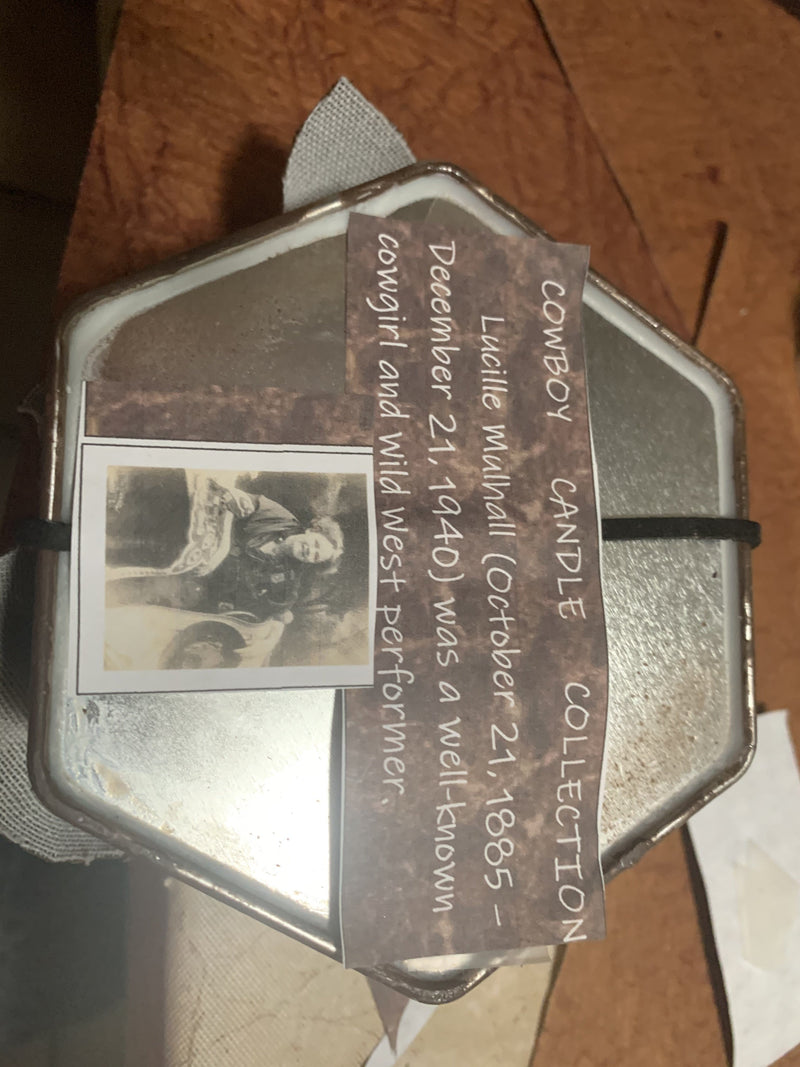 COWBOY CANDLE COLLECTION
Lucille Mulhall (October 21, 1885 –
December 21, 1940) was a well-known
cowgirl and Wild West performer